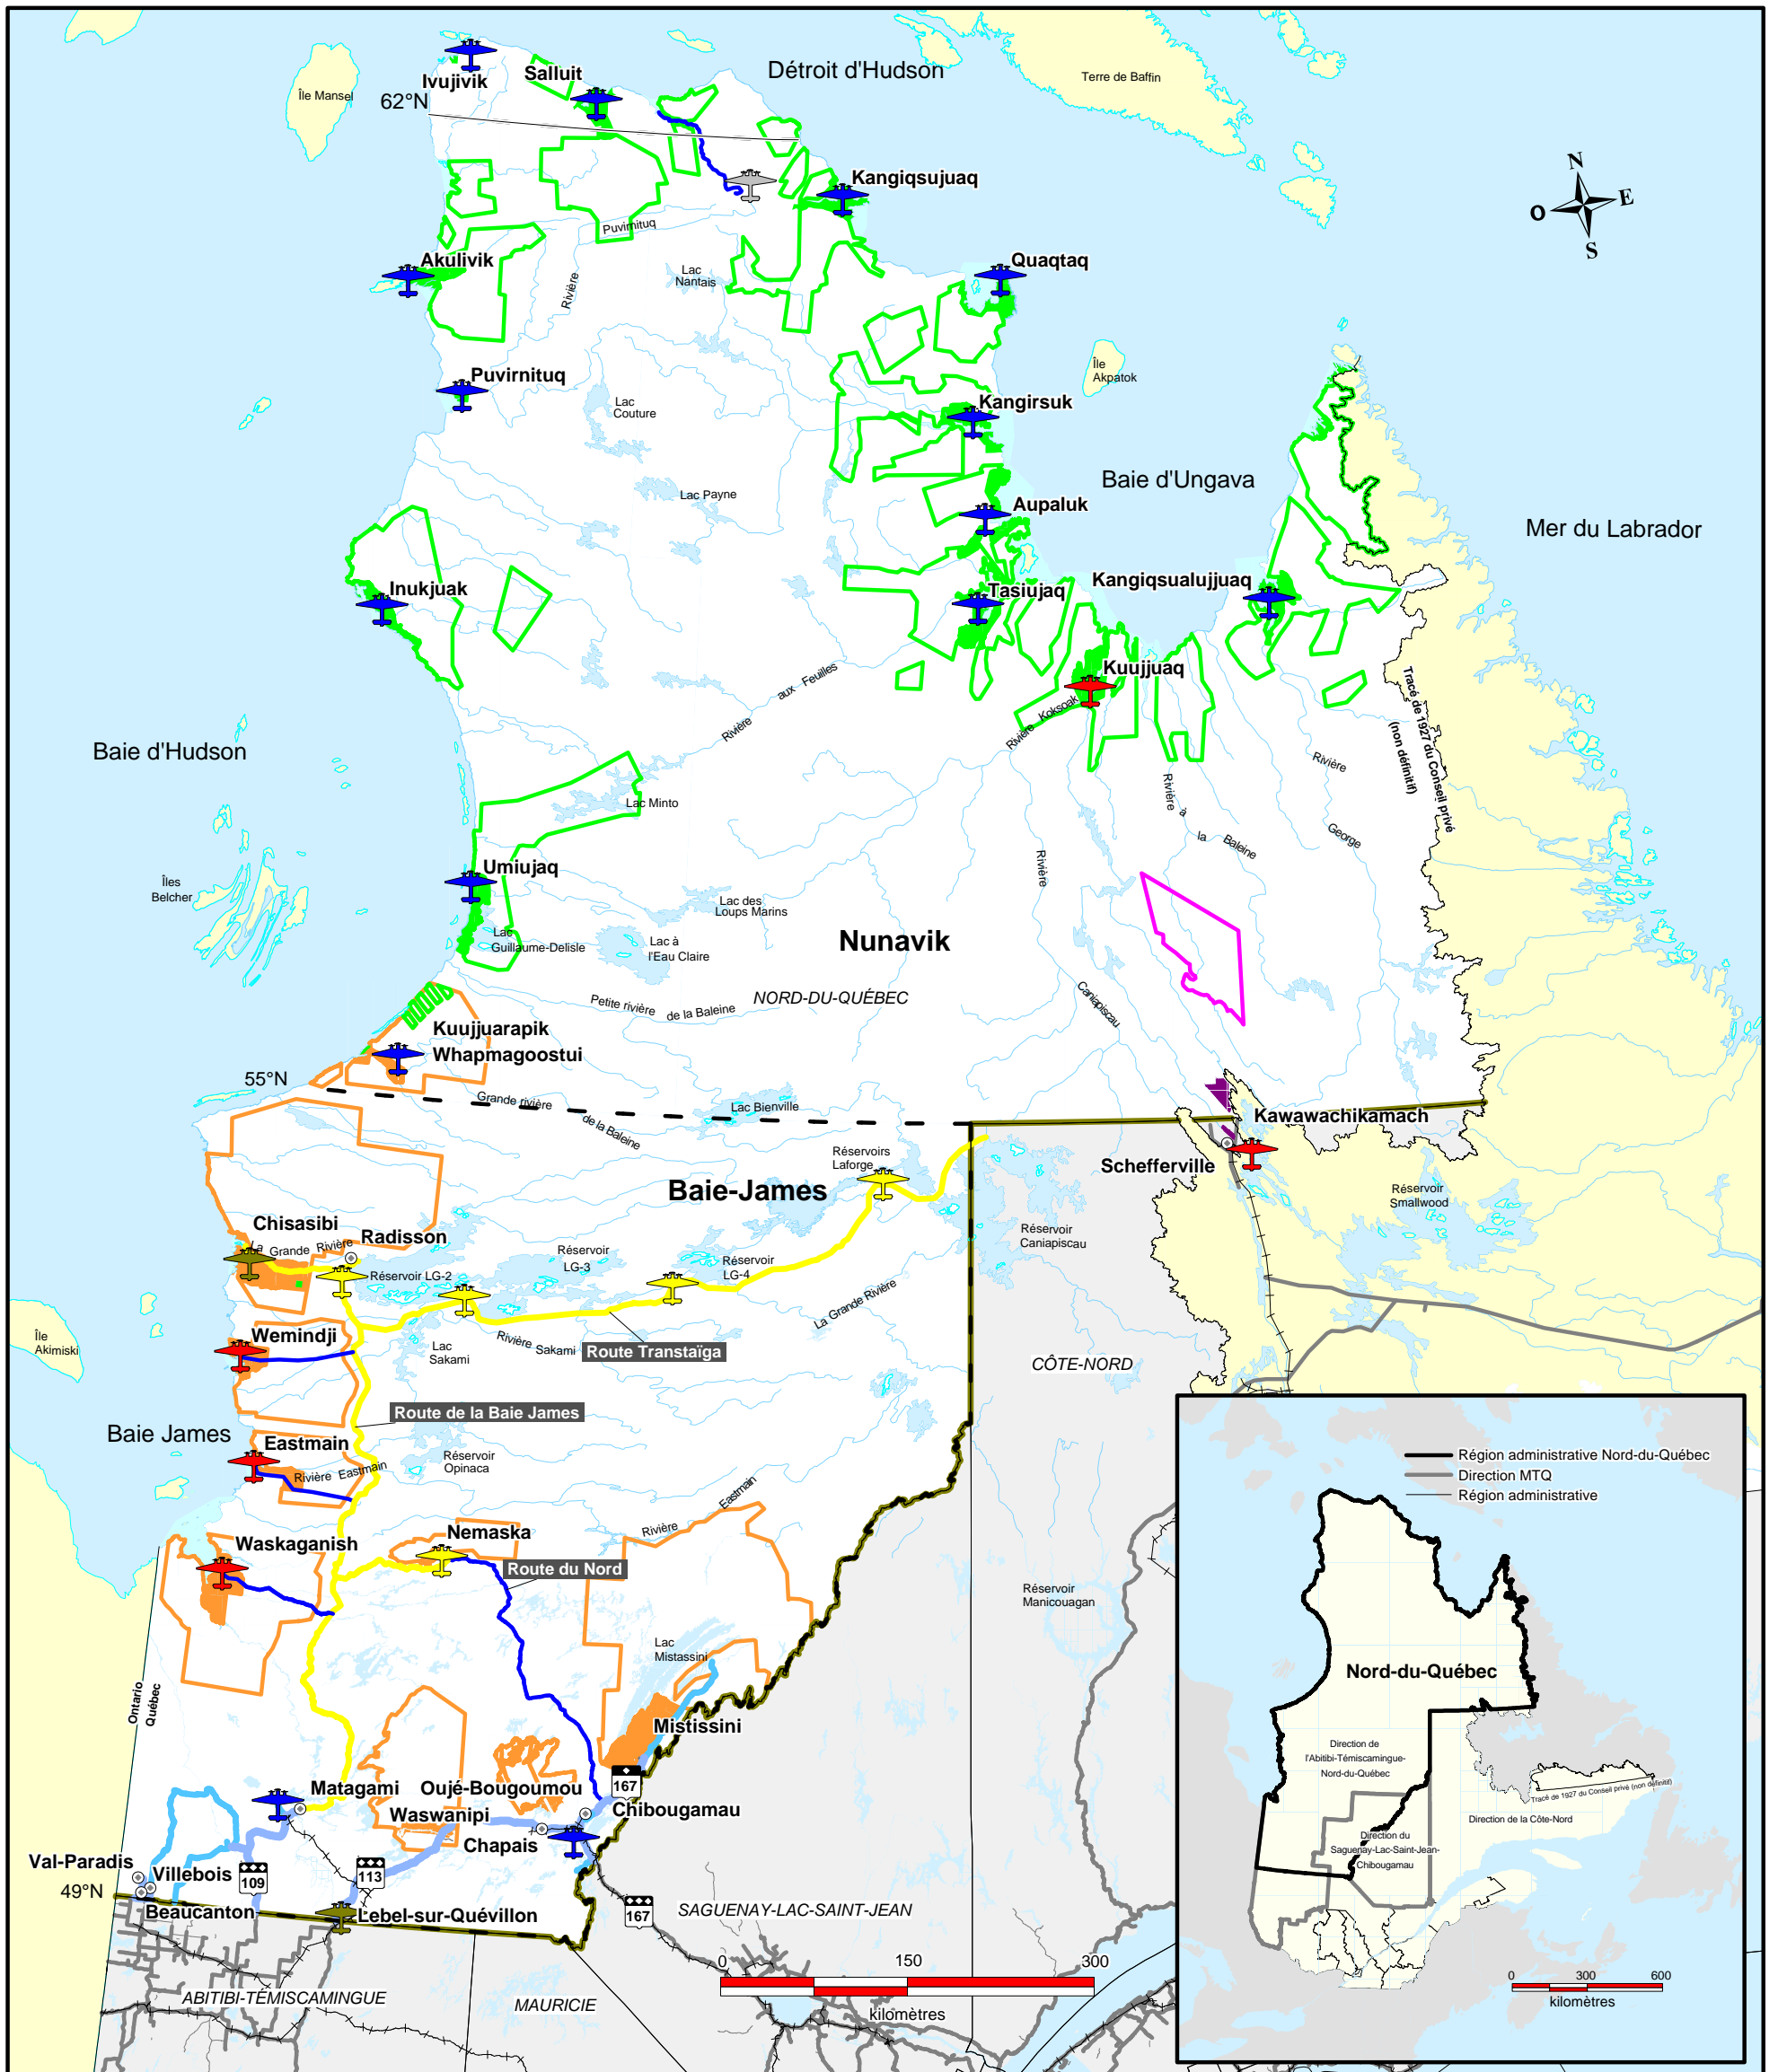 Ivujivik
Salluit
Détroit d'Hudson
Terre de Baffin
Île Mansel
62°N
N
E
O
S
Kangiqsujuaq
Puvirnituq
Rivière
Akulivik
Lac
Nantais
Quaqtaq
Île
Akpatok
Puvirnituq
Lac
Couture
Kangirsuk
Baie d'Ungava
Lac Payne
Aupaluk
Mer du Labrador
Kangiqsualujjuaq
Inukjuak
Tasiujaq
Kuujjuaq
Rivière Koksoak
Rivière aux Feuilles
Tracé de 1927 du Conseil privé
(non définitif)
Baie d'Hudson
Rivière
George
Rivière
à
la
Baleine
Lac Minto
Rivière
Caniapiscau
Umiujaq
Îles
Belcher
Lac des
Loups Marins
Lac
Guillaume-Delisle
Lac à
l'Eau Claire
Nunavik
NORD-DU-QUÉBEC
Petite rivière de la Baleine
Kuujjuarapik
Whapmagoostui
55°N
Grande rivière de la Baleine
Lac Bienville
Kawawachikamach
Schefferville
Réservoirs
Laforge
Baie-James
Réservoir
Smallwood
Réservoir
Caniapiscau
Chisasibi
La Grande Rivière
Radisson
Réservoir LG-2
Réservoir
LG-3
Réservoir
LG-4
La Grande Rivière
Île
Akimiski
Wemindji
Lac
Sakami
Rivière Sakami
Route Transtaïga
CÔTE-NORD
Route de la Baie James
Baie James
Eastmain
Rivière Eastmain
Réservoir
Opinaca
Rivière Eastmain
Waskaganish
Nemaska
Route du Nord
Réservoir
Manicouagan
Lac
Mistassini
Ontario
Québec
Mistissini
Matagami
Oujé-Bougoumou
167
Waswanipi
Chibougamau
Chapais
Val-Paradis
Villebois
109
113
49°N
Beaucanton
Lebel-sur-Quévillon
167
SAGUENAY-LAC-SAINT-JEAN
0 150 300
kilomètres
ABITIBI-TÉMISCAMINGUE
MAURICIE
Région administrative Nord-du-Québec
Direction MTQ
Région administrative
Nord-du-Québec
Direction de
l'Abitibi-Témiscamingue-
Nord-du-Québec
Tracé de 1927 du Conseil privé (non définitif)
Direction de la Côte-Nord
Direction du
Saguenay-Lac-Saint-Jean-
Chibougamau
0 300 600
kilomètres